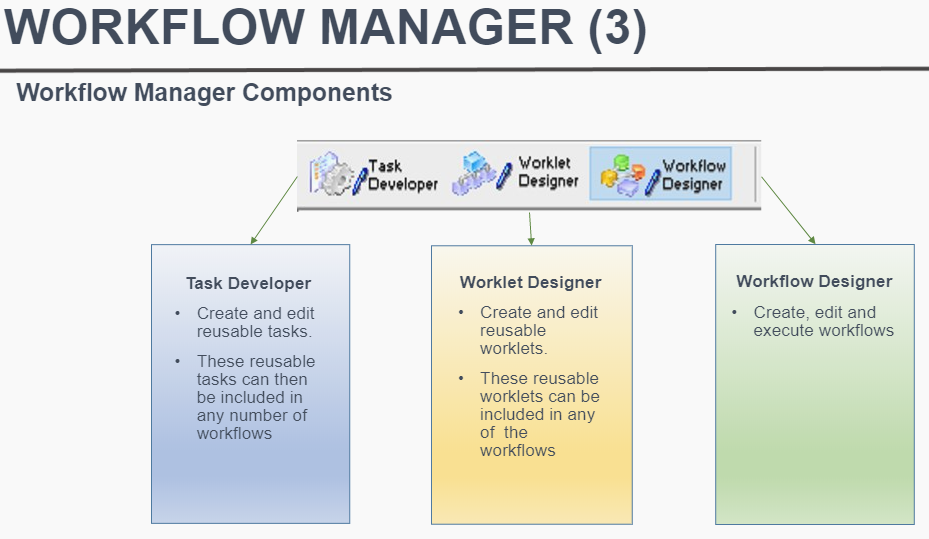 WORKFLOW MANAGER (3)
Workflow Manager Components
Task
Developer
Worklet
Designer
Workflow
Designer
Task Developer
• Create and edit
reusable tasks.
• These reusable
tasks can then
be included in
any number of
workflows
Worklet Designer
• Create and edit
reusable
worklets.
• These reusable
worklets can be
included in any
of the
workflows
Workflow Designer
• Create, edit and
execute workflows